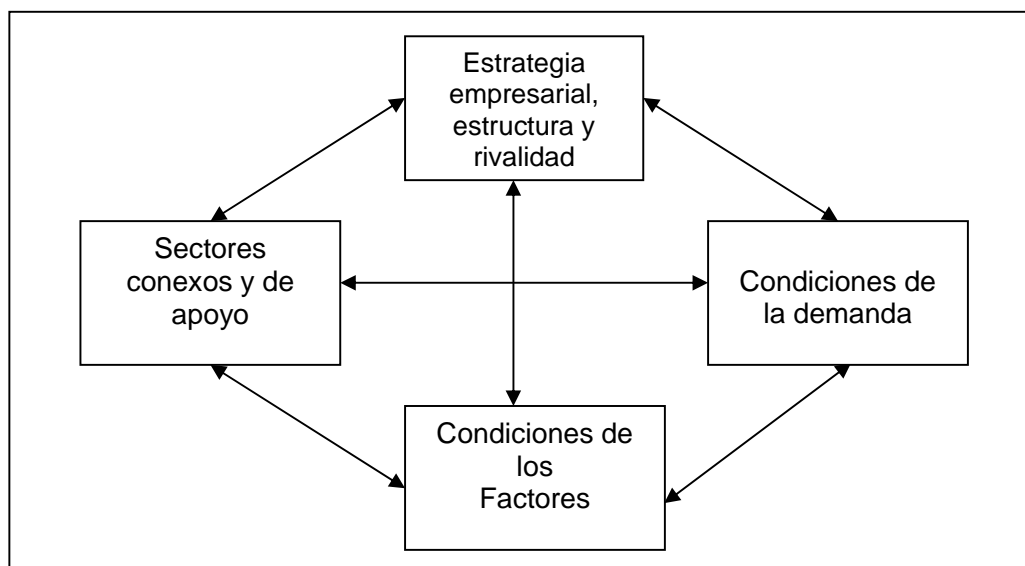 Estrategia
empresarial,
estructura y
rivalidad
Sectores
conexos y de
apoyo
Condiciones de
la demanda
Condiciones de
los
Factores